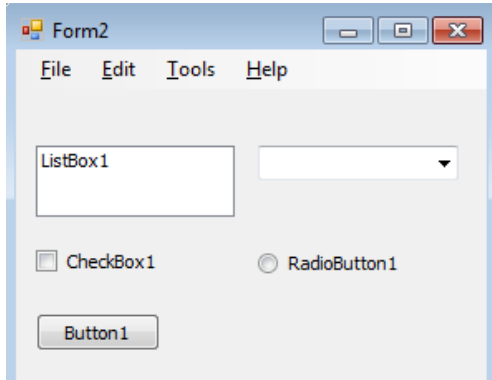 Form2
File Edit Tools Help
ListBox1
CheckBox1 RadioButton1
Button1